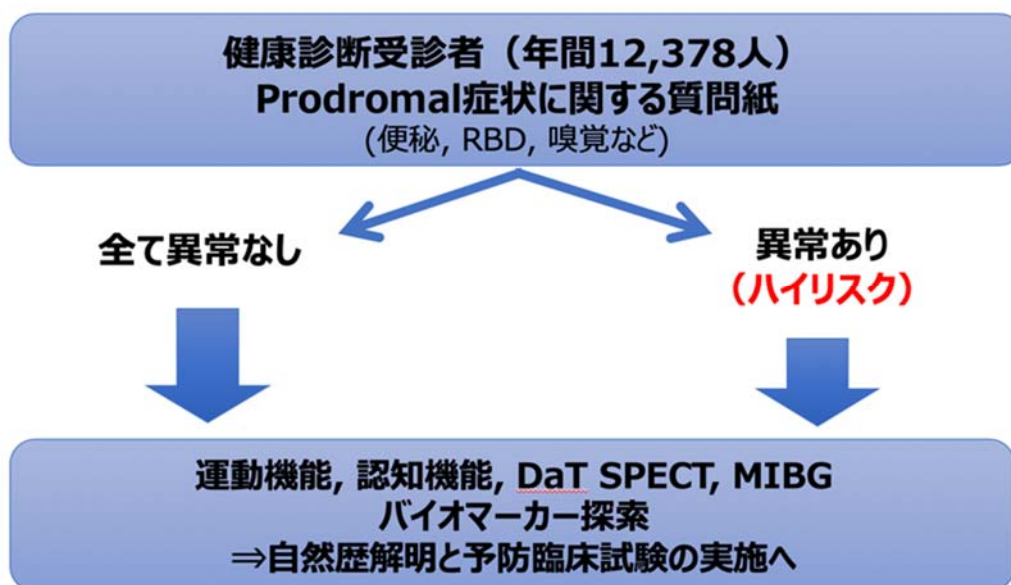 健康診断受診者（年間12,378人）
Prodromal症状に関する質問紙
(便秘, RBD, 嗅覚など)
全て異常なし
異常あり
（ハイリスク）
運動機能, 認知機能, DaT SPECT, MIBG
バイオマーカー探索
⇒自然歴解明と予防臨床試験の実施へ